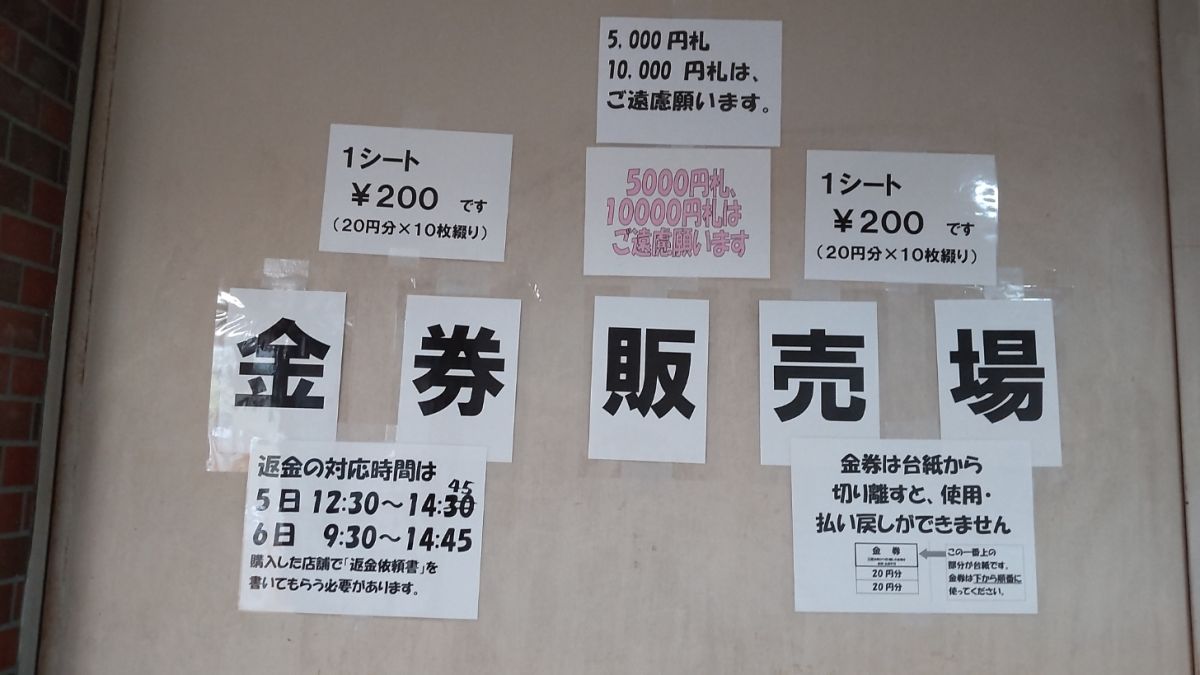 5,000円札
10,000 円札は、
ご遠慮願います。
1シート
￥200 です
(20円分×10枚綴り)
5000円札、
10000円札は
ご遠慮願います
1シート
￥200 です
(20円分×10枚綴り)
金券販売場
返金の対応時間は
5日 12:30～14:30 45
6日 9:30～14:45
購入した店舗で「返金依頼書」を
書いてもらう必要があります。
金券は台紙から
切り離すと、使用・
払い戻しができません
金 券
20円分
20円分
この一番上の
部分が台紙です。
金券は下から順番に
使ってください。